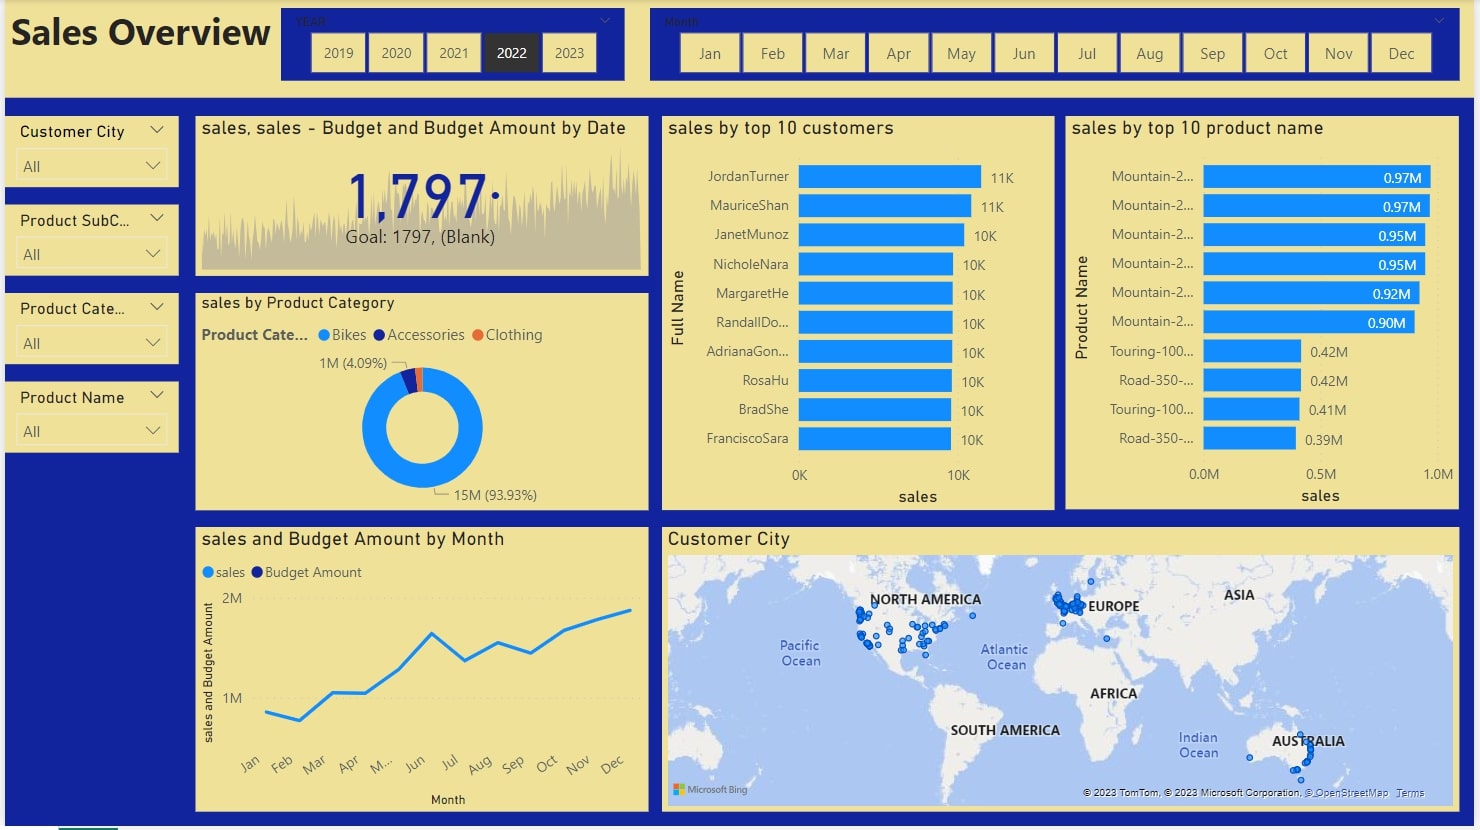 Sales Overview
YEAR
2019
2020
2021
2022
2023
Month
Jan
Feb
Mar
Apr
May
Jun
Jul
Aug
Sep
Oct
Nov
Dec
Customer City
All
Product SubC...
All
Product Cate...
All
Product Name
All
sales, sales - Budget and Budget Amount by Date
1,797·
Goal: 1797, (Blank)
sales by Product Category
Product Cate... Bikes Accessories Clothing
1M (4.09%)
15M (93.93%)
sales by top 10 customers
Full Name
JordanTurner 11K
MauriceShan 11K
JanetMunoz 10K
NicholeNara 10K
MargaretHe 10K
RandallDo... 10K
AdrianaGon... 10K
RosaHu 10K
BradShe 10K
FranciscoSara 10K
0K 10K
sales
sales by top 10 product name
Product Name
Mountain-2... 0.97M
Mountain-2... 0.97M
Mountain-2... 0.95M
Mountain-2... 0.95M
Mountain-2... 0.92M
Mountain-2... 0.90M
Touring-100... 0.42M
Road-350-... 0.42M
Touring-100... 0.41M
Road-350-... 0.39M
0.0M 0.5M 1.0M
sales
sales and Budget Amount by Month
sales Budget Amount
sales and Budget Amount
2M
1M
Jan Feb Mar Apr M... Jun Jul Aug Sep Oct Nov Dec
Month
Customer City
NORTH AMERICA
EUROPE
ASIA
Pacific
Ocean
Atlantic
Ocean
AFRICA
SOUTH AMERICA
Indian
Ocean
AUSTRALIA
Microsoft Bing
© 2023 TomTom, © 2023 Microsoft Corporation, © OpenStreetMap Terms